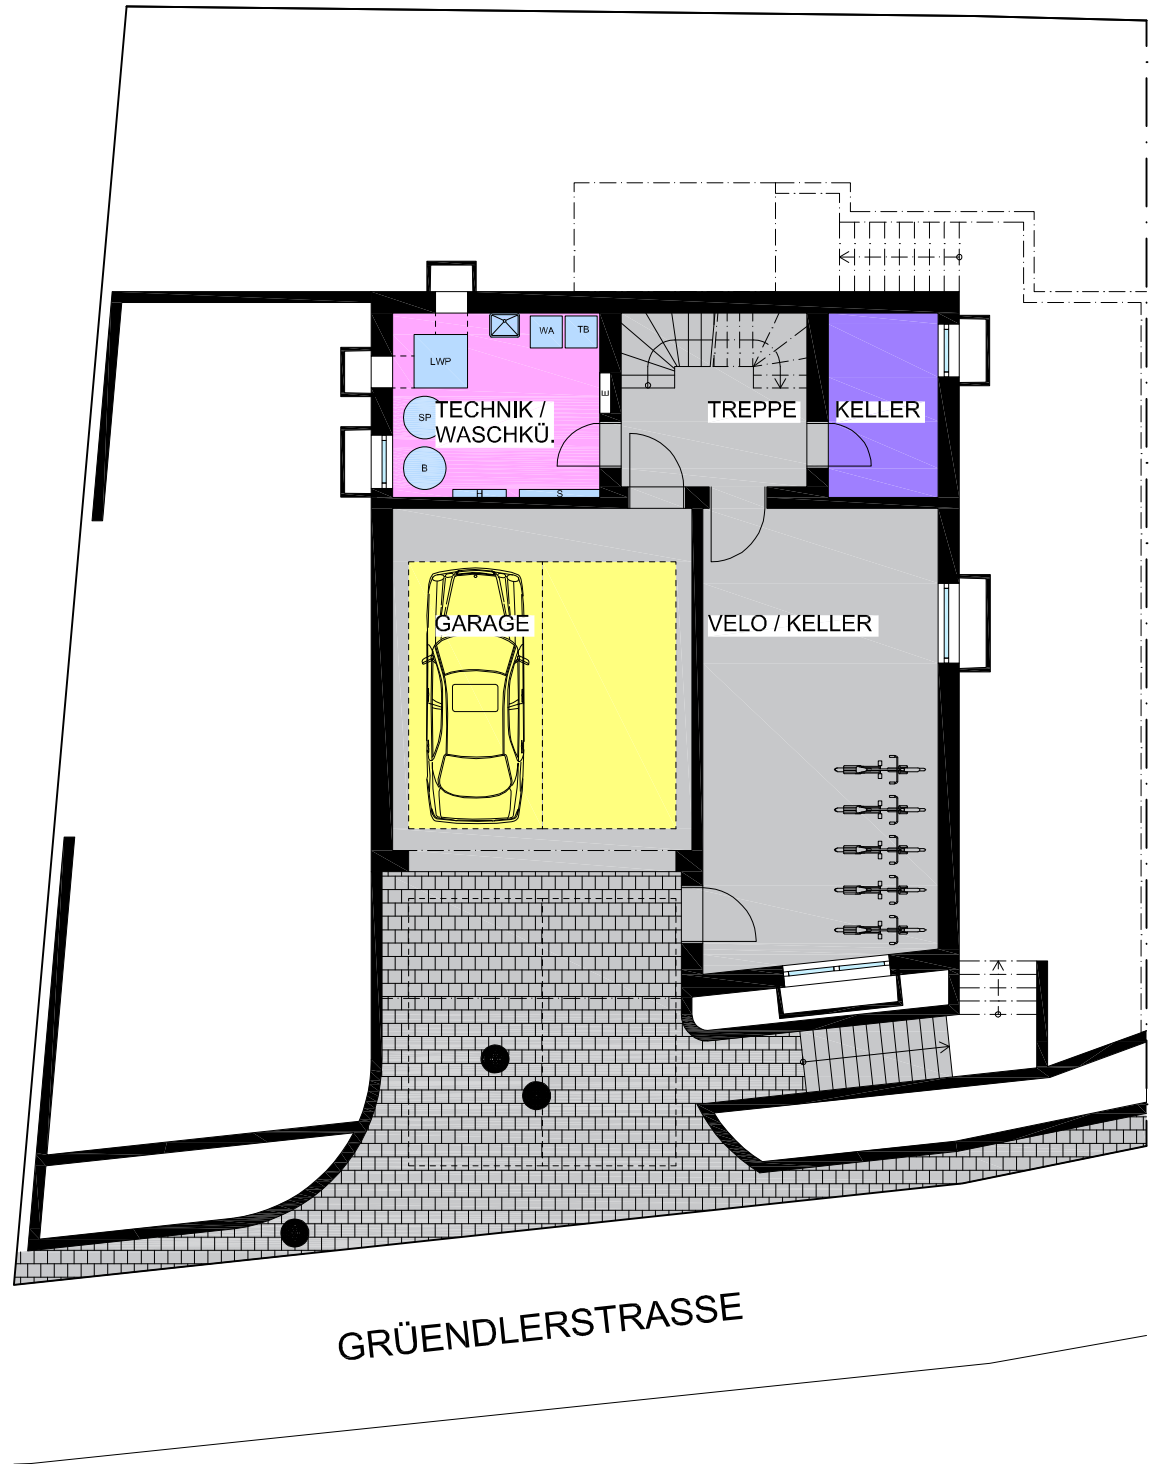 WA
TB
LWP
E
TECHNIK /
WASCHKÜ.
SP
B
H
S
TREPPE
KELLER
GARAGE
VELO / KELLER
GRÜENDLERSTRASSE